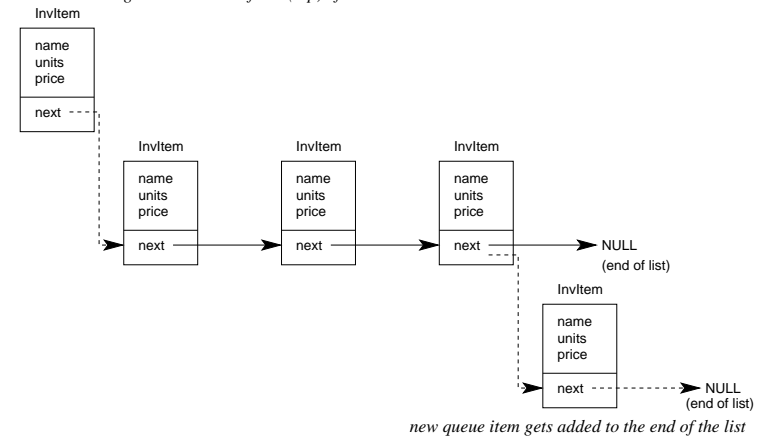 InvItem
name
units
price
next
InvItem
name
units
price
next
InvItem
name
units
price
next
InvItem
name
units
price
next
NULL
(end of list)
InvItem
name
units
price
next
NULL
(end of list)
new queue item gets added to the end of the list